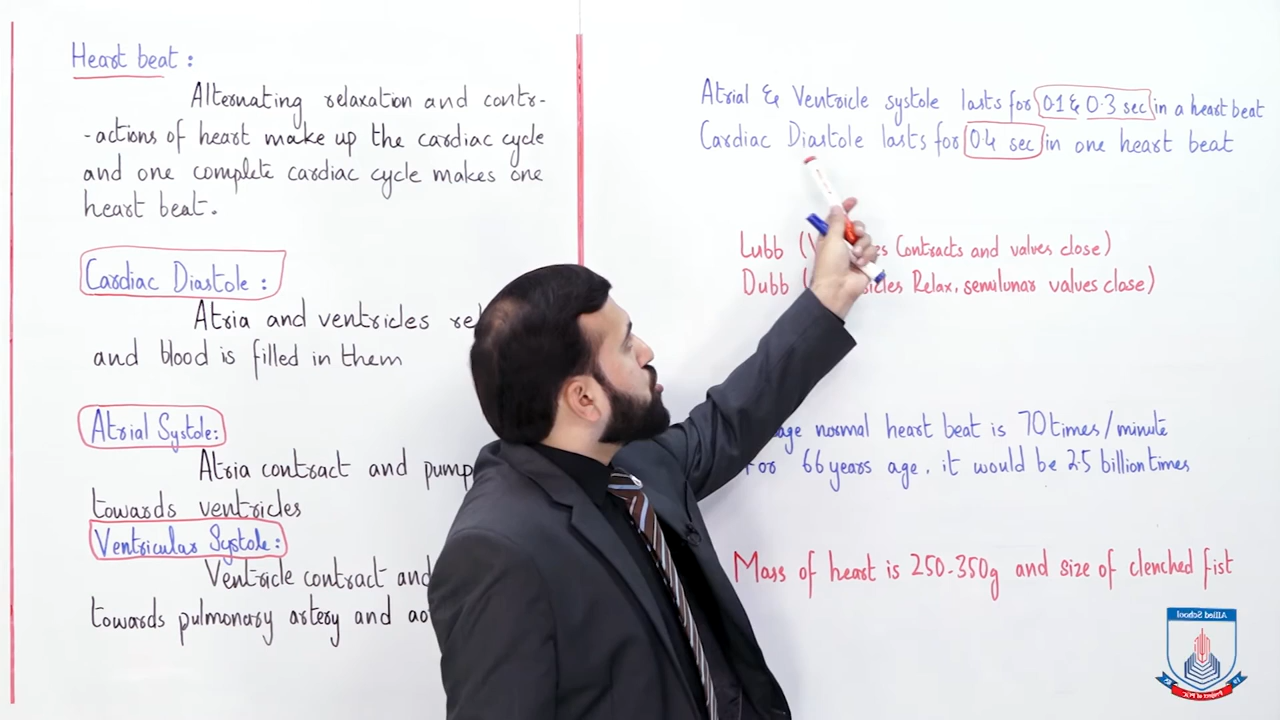 Heart beat :
Alternating relaxation and contr-
-actions of heart make up the cardiac cycle
and one complete cardiac cycle makes one
heart beat.
Cardiac Diastole :
Atria and ventricles
and blood is filled in them
Atrial Systole:
Atria contract and pump
towards ventricles
Ventricular Systole:
Ventricle contract and
towards pulmonary artery and
Atrial & Ventricle systole lasts for 0.1 & 0.3 sec in a heart beat
Cardiac Diastole lasts for 0.4 sec in one heart beat
Lubb ( Contracts and valves close)
Dubb ( Relax, semilunar valves close)
normal heart beat is 70 times/minute
For 66 years age, it would be 2.5 billion times
Mass of heart is 250-350g and size of clenched fist
Allied School
Project of PGC